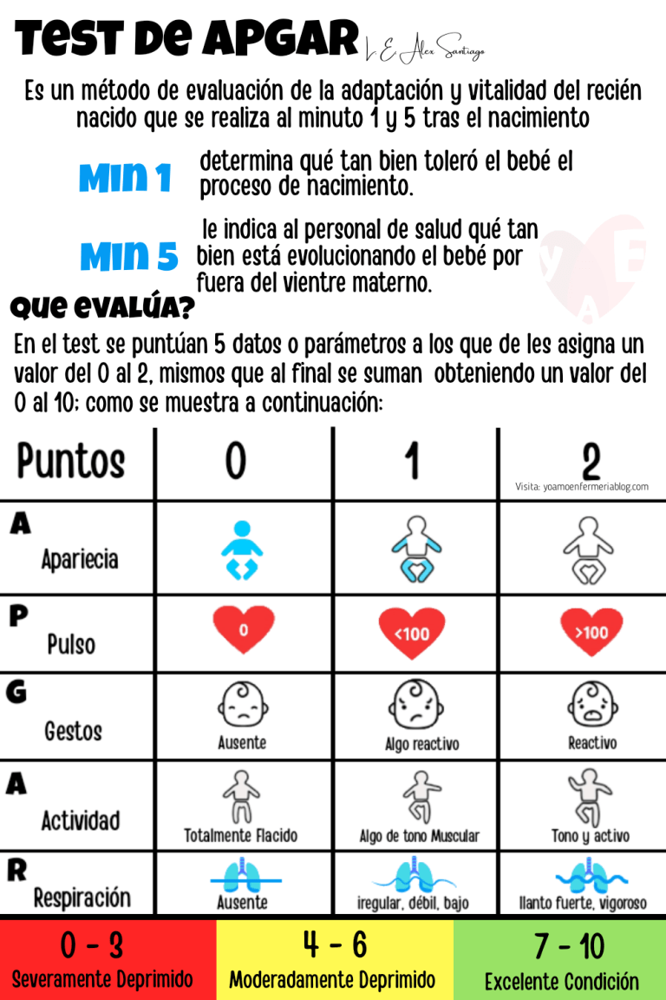 Test de APGAR L. E. Alex Santiago
Es un método de evaluación de la adaptación y vitalidad del recién
nacido que se realiza al minuto 1 y 5 tras el nacimiento
Min 1
determina qué tan bien toleró el bebé el
proceso de nacimiento.
Min 5
le indica al personal de salud qué tan
bien está evolucionando el bebé por
fuera del vientre materno.
y A E
Que evalúa?
En el test se puntúan 5 datos o parámetros a los que de les asigna un
valor del 0 al 2, mismos que al final se suman obteniendo un valor del
0 al 10; como se muestra a continuación:
Puntos 0 1 2
Visita: yoamoenfermeriablog.com
A
Apariecia
P
Pulso
0 <100 >100
G
Gestos
Ausente Algo reactivo Reactivo
A
Actividad
Totalmente Flacido Algo de tono Muscular Tono y activo
R
Respiración
Ausente iregular, débil, bajo llanto fuerte, vigoroso
0 - 3 4 - 6 7 - 10
Severamente Deprimido Moderadamente Deprimido Excelente Condición